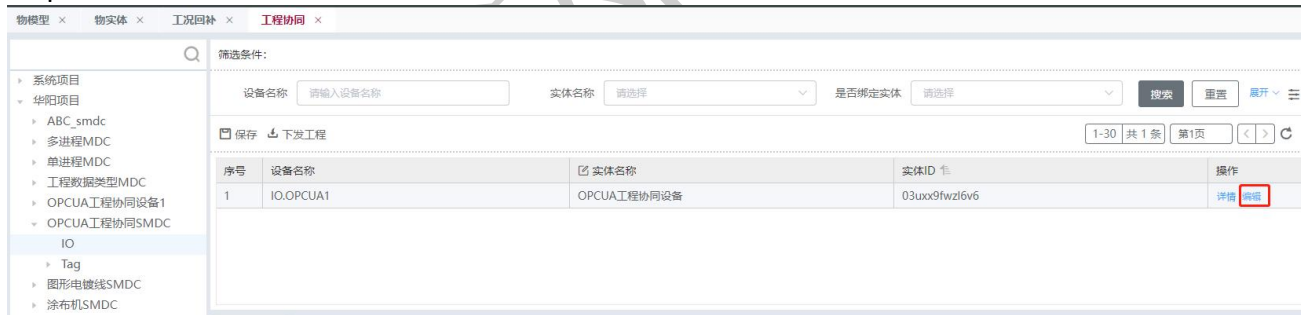 物模型 × 物实体 × 工况回补 × 工程协同 ×
筛选条件:
系统项目
华阳项目
ABC_smdc
多进程MDC
单进程MDC
工程数据类型MDC
OPCUA工程协同设备1
OPCUA工程协同SMDC
IO
Tag
图形电镀线SMDC
涂布机SMDC
设备名称 请输入设备名称 实体名称 请选择 是否绑定实体 请选择 搜索 重置 展开
保存 下发工程 1-30 共 1 条 第1页 < >
序号 设备名称 实体名称 实体ID 操作
1 IO.OPCUA1 OPCUA工程协同设备 03uxx9fwzl6v6 详情 编辑